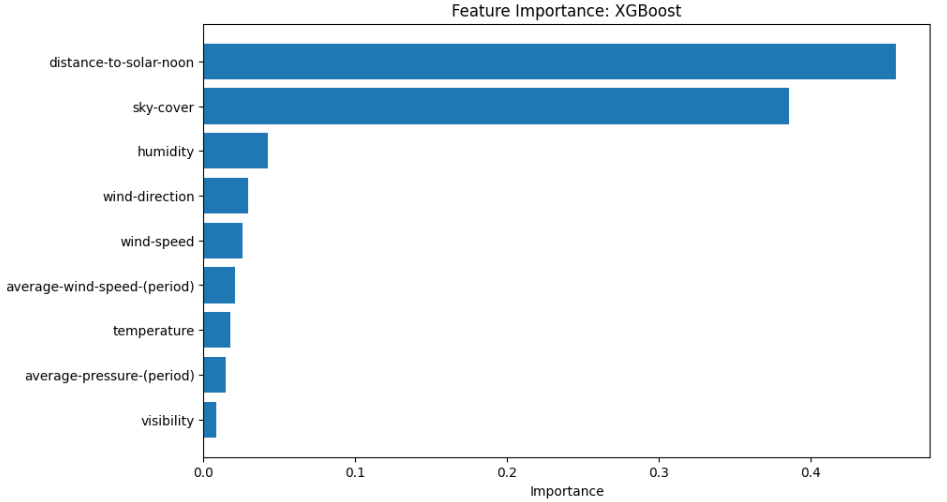 Feature Importance: XGBoost
distance-to-solar-noon
sky-cover
humidity
wind-direction
wind-speed
average-wind-speed-(period)
temperature
average-pressure-(period)
visibility
0.0 0.1 0.2 0.3 0.4
Importance